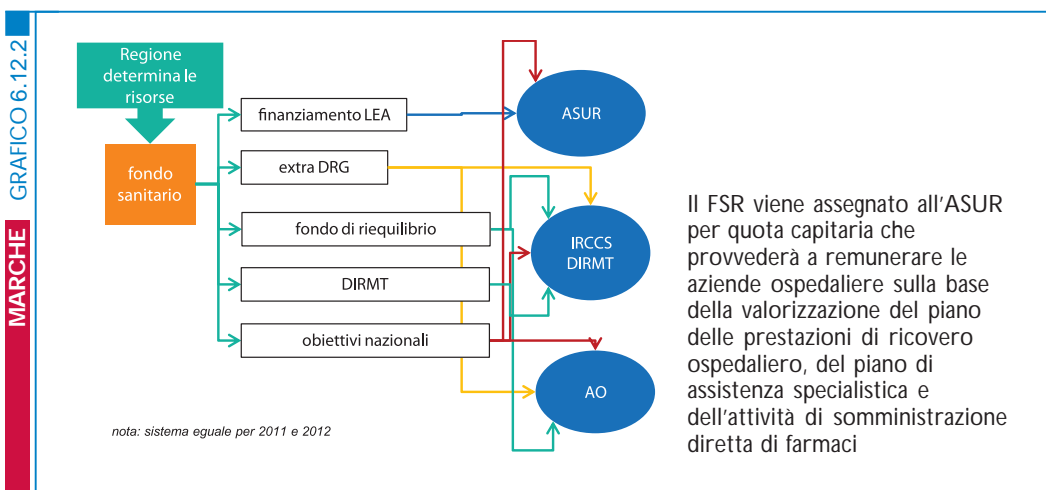 GRAFICO 6.12.2
MARCHE
Regione
determina le
risorse
fondo
sanitario
finanziamento LEA
extra DRG
fondo di riequilibrio
DIRMT
obiettivi nazionali
ASUR
IRCCS
DIRMT
AO
nota: sistema eguale per 2011 e 2012
Il FSR viene assegnato all'ASUR
per quota capitaria che
provvederà a remunerare le
aziende ospedaliere sulla base
della valorizzazione del piano
delle prestazioni di ricovero
ospedaliero, del piano di
assistenza specialistica e
dell'attività di somministrazione
diretta di farmaci